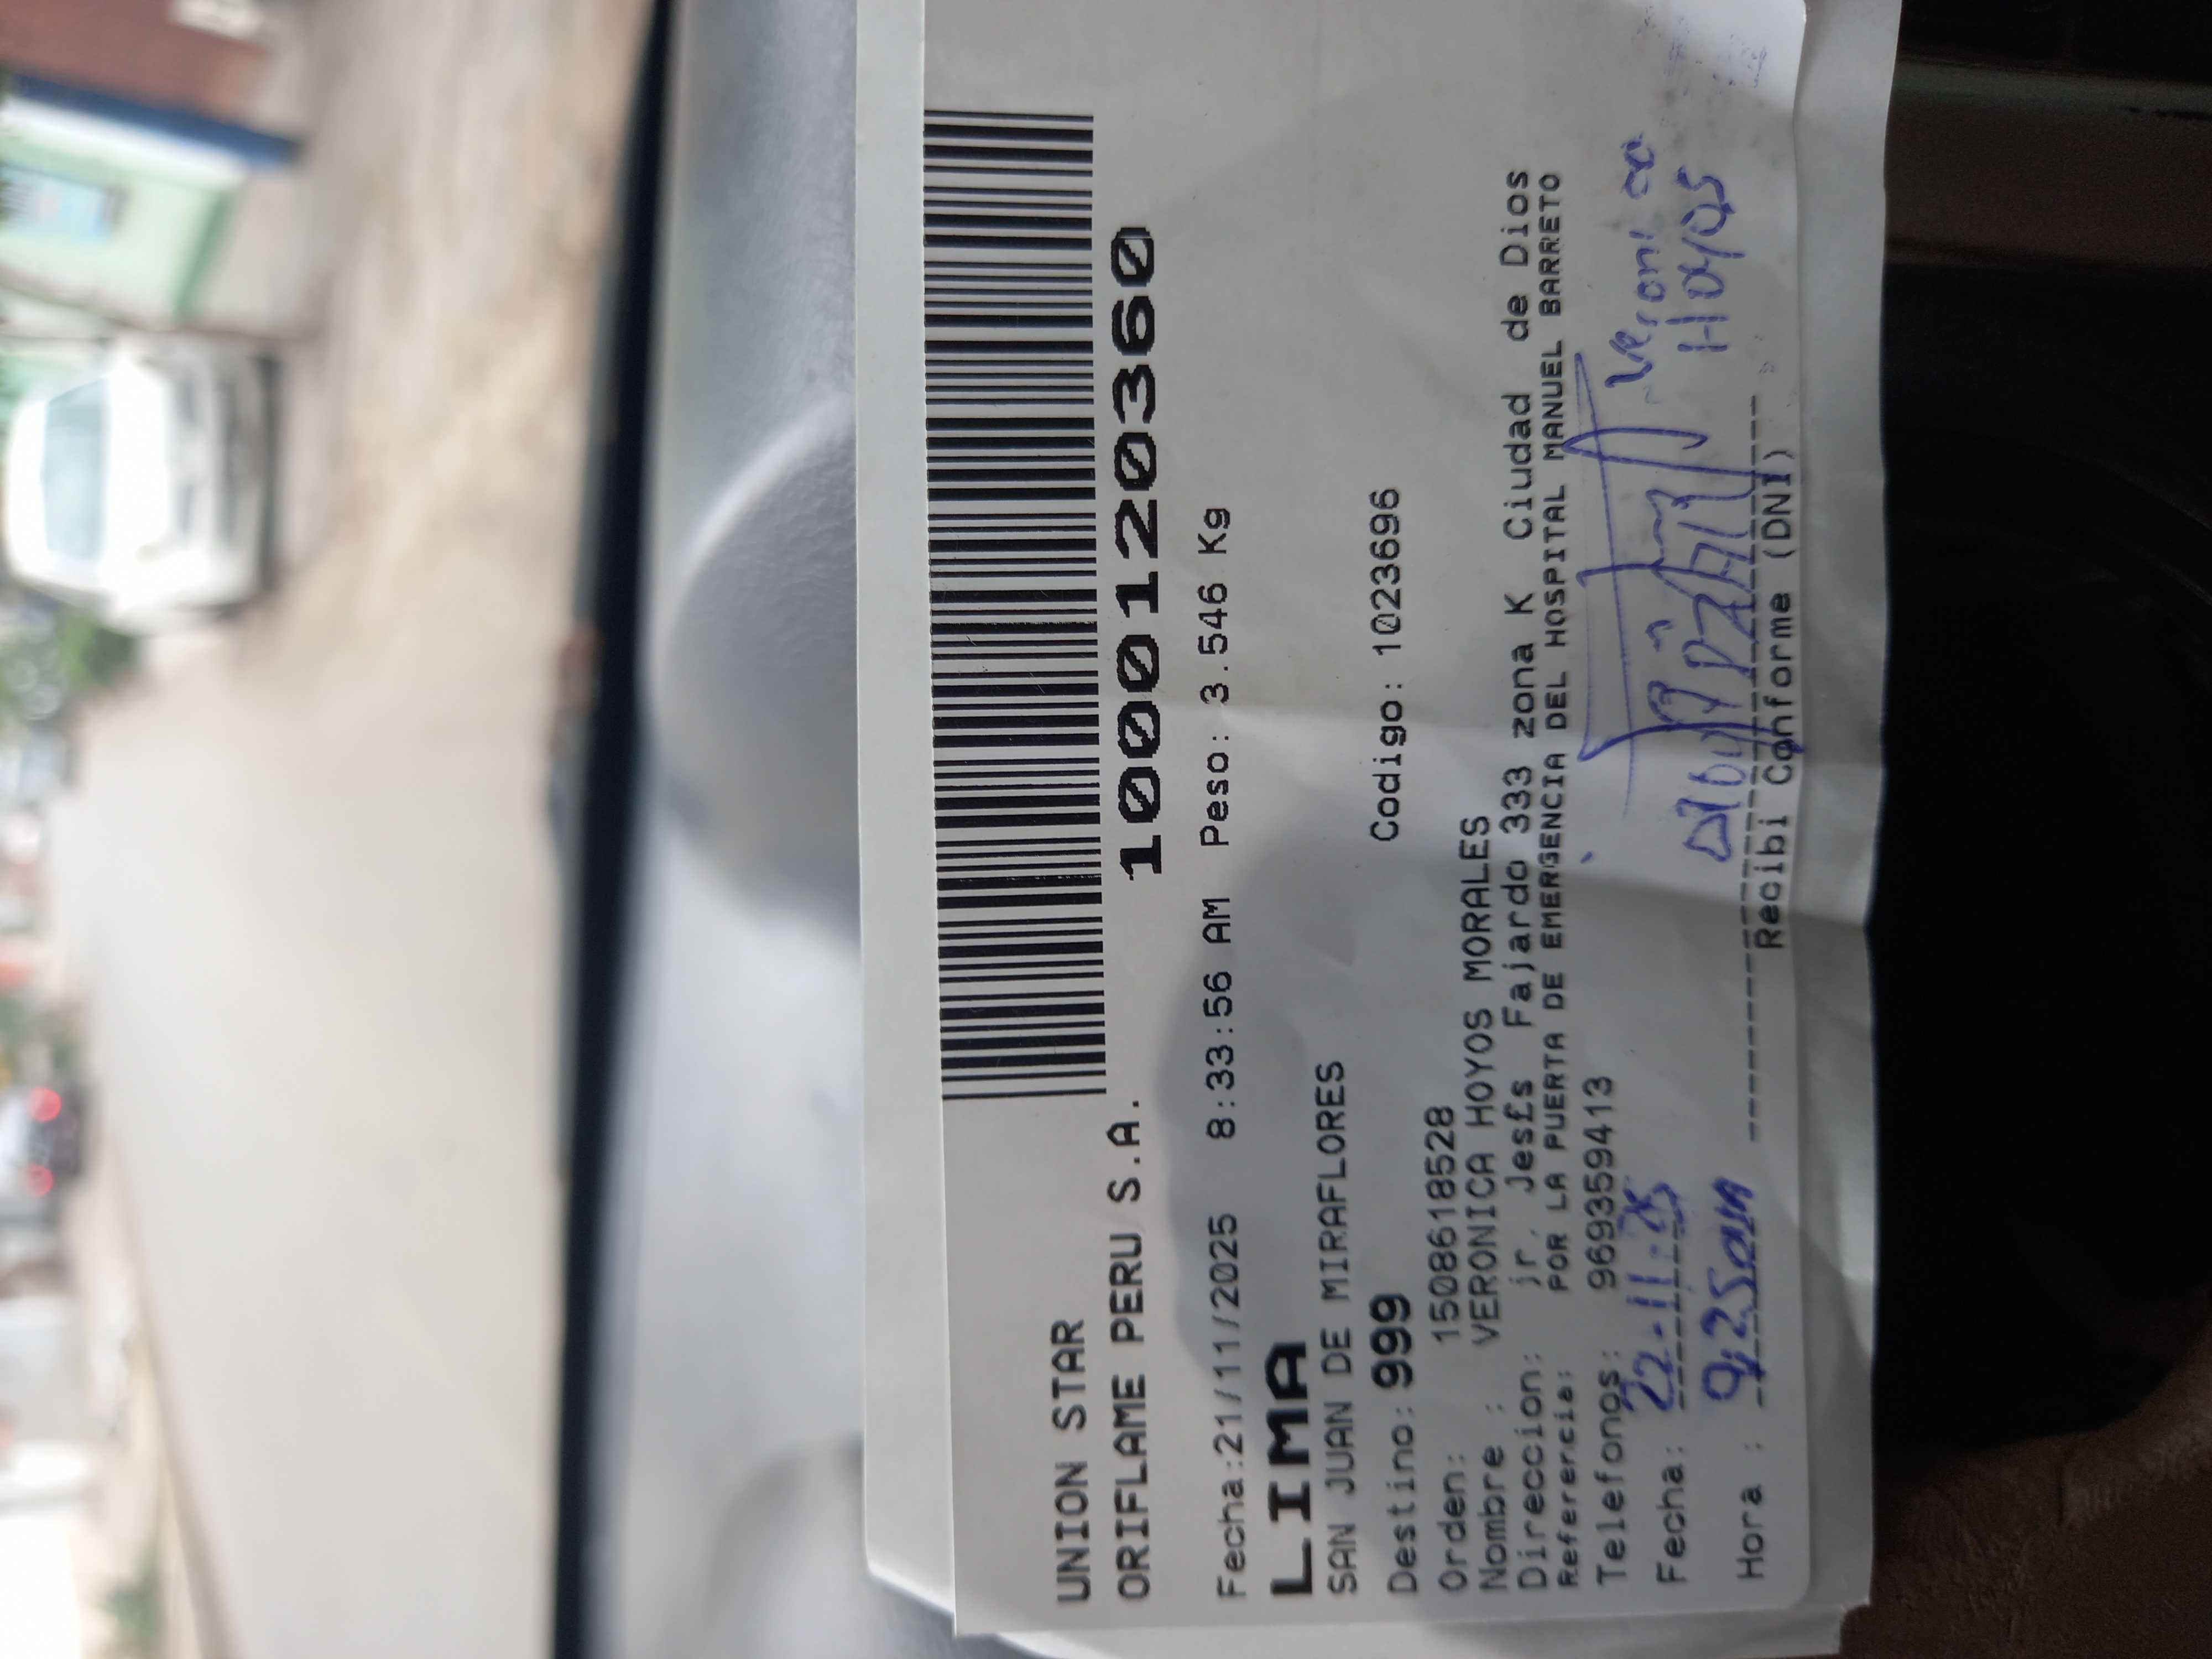 UNION STAR
ORIFLAME PERU S.A.
1000120360
Fecha:21/11/2025 8:33:56 AM Peso: 3.546 Kg
LIMA
SAN JUAN DE MIRAFLORES
Destino: 999 Codigo: 1023696
Orden: 1508618528
Nombre : VERONICA HOYOS MORALES
Direccion: jr. Jes£s Fajardo 333 zona K Ciudad de Dios
Referencia: POR LA PUERTA DE EMERGENCIA DEL HOSPITAL MANUEL BARRETO
Telefonos: 969359413
Fecha: 22-11-25
Veronica
Hoyos
Hora : 9:25am
Recibi Conforme (DNI)